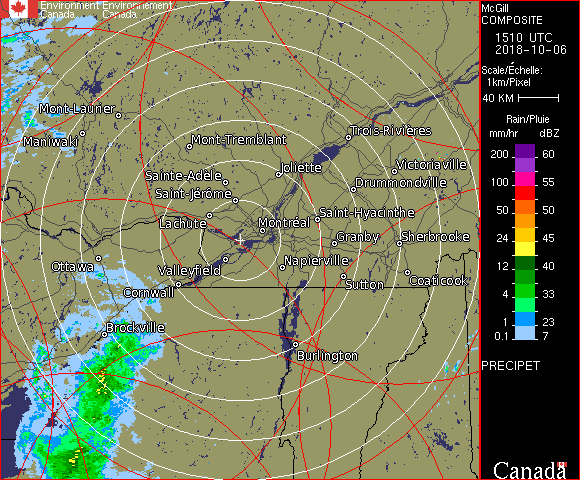 Environment Environnement
Canada Canada
McGill
COMPOSITE
1510 UTC
2018-10-06
Scale/Échelle:
1km/Pixel
40 KM
Rain/Pluie
mm/hr dBZ
200 60
100 55
50 50
24 45
12 40
4 33
1 23
0.1 7
PRECIPET
Canada
Mont-Laurier
Maniwaki
Mont-Tremblant
Trois-Rivières
Joliette
Victoriaville
Sainte-Adèle
Drummondville
Saint-Jérôme
Lachute
Saint-Hyacinthe
Montréal
Granby
Sherbrooke
Ottawa
Valleyfield
Napierville
Sutton
Coaticook
Cornwall
Brockville
Burlington